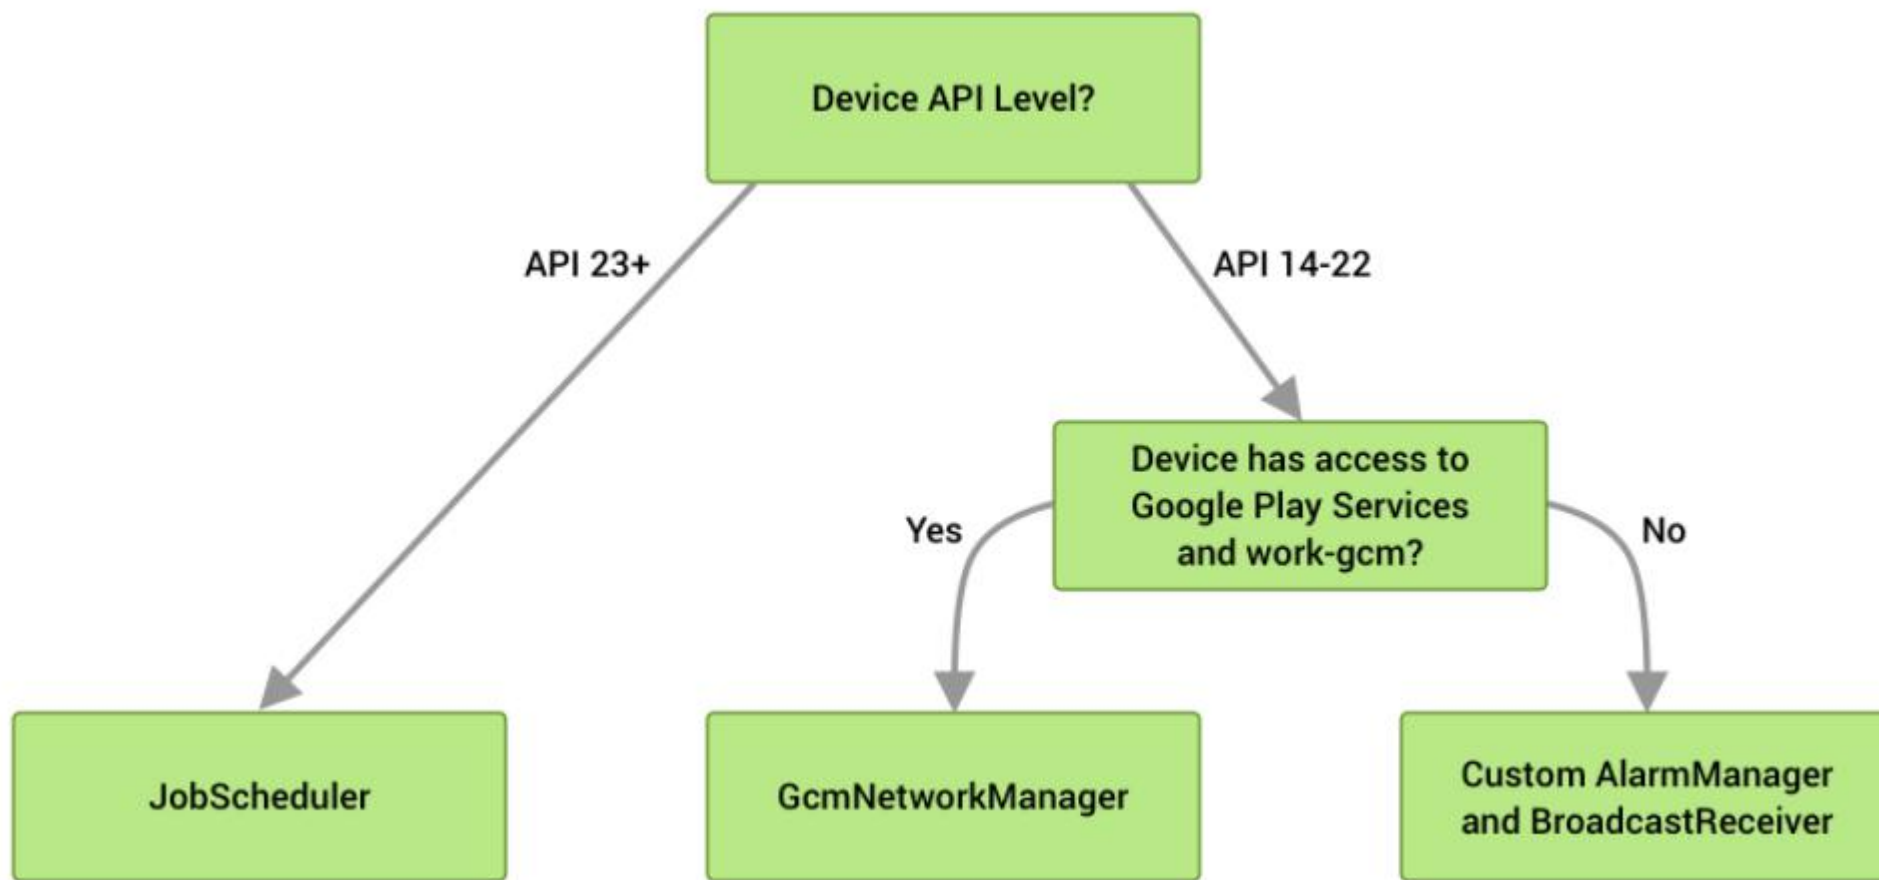 Device API Level?
API 23+
API 14-22
Device has access to
Google Play Services
and work-gcm?
Yes
No
JobScheduler
GcmNetworkManager
Custom AlarmManager
and BroadcastReceiver